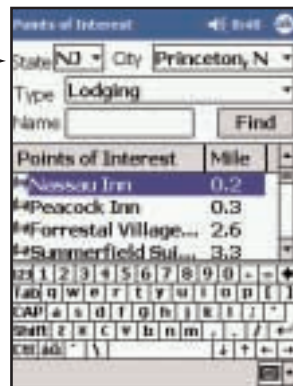 Points of Interest 8:48
State NJ City Princeton, N
Type Lodging
Name Find
Points of Interest Mile
Nassau Inn 0.2
Peacock Inn 0.3
Forrestal Village... 2.6
Summerfield Sui... 3.3
123 1 2 3 4 5 6 7 8 9 0 - =
Tab q w e r t y u i o p [ ]
CAP a s d f g h j k l ; '
Shift z x c v b n m , . /
Ctl áü ` \